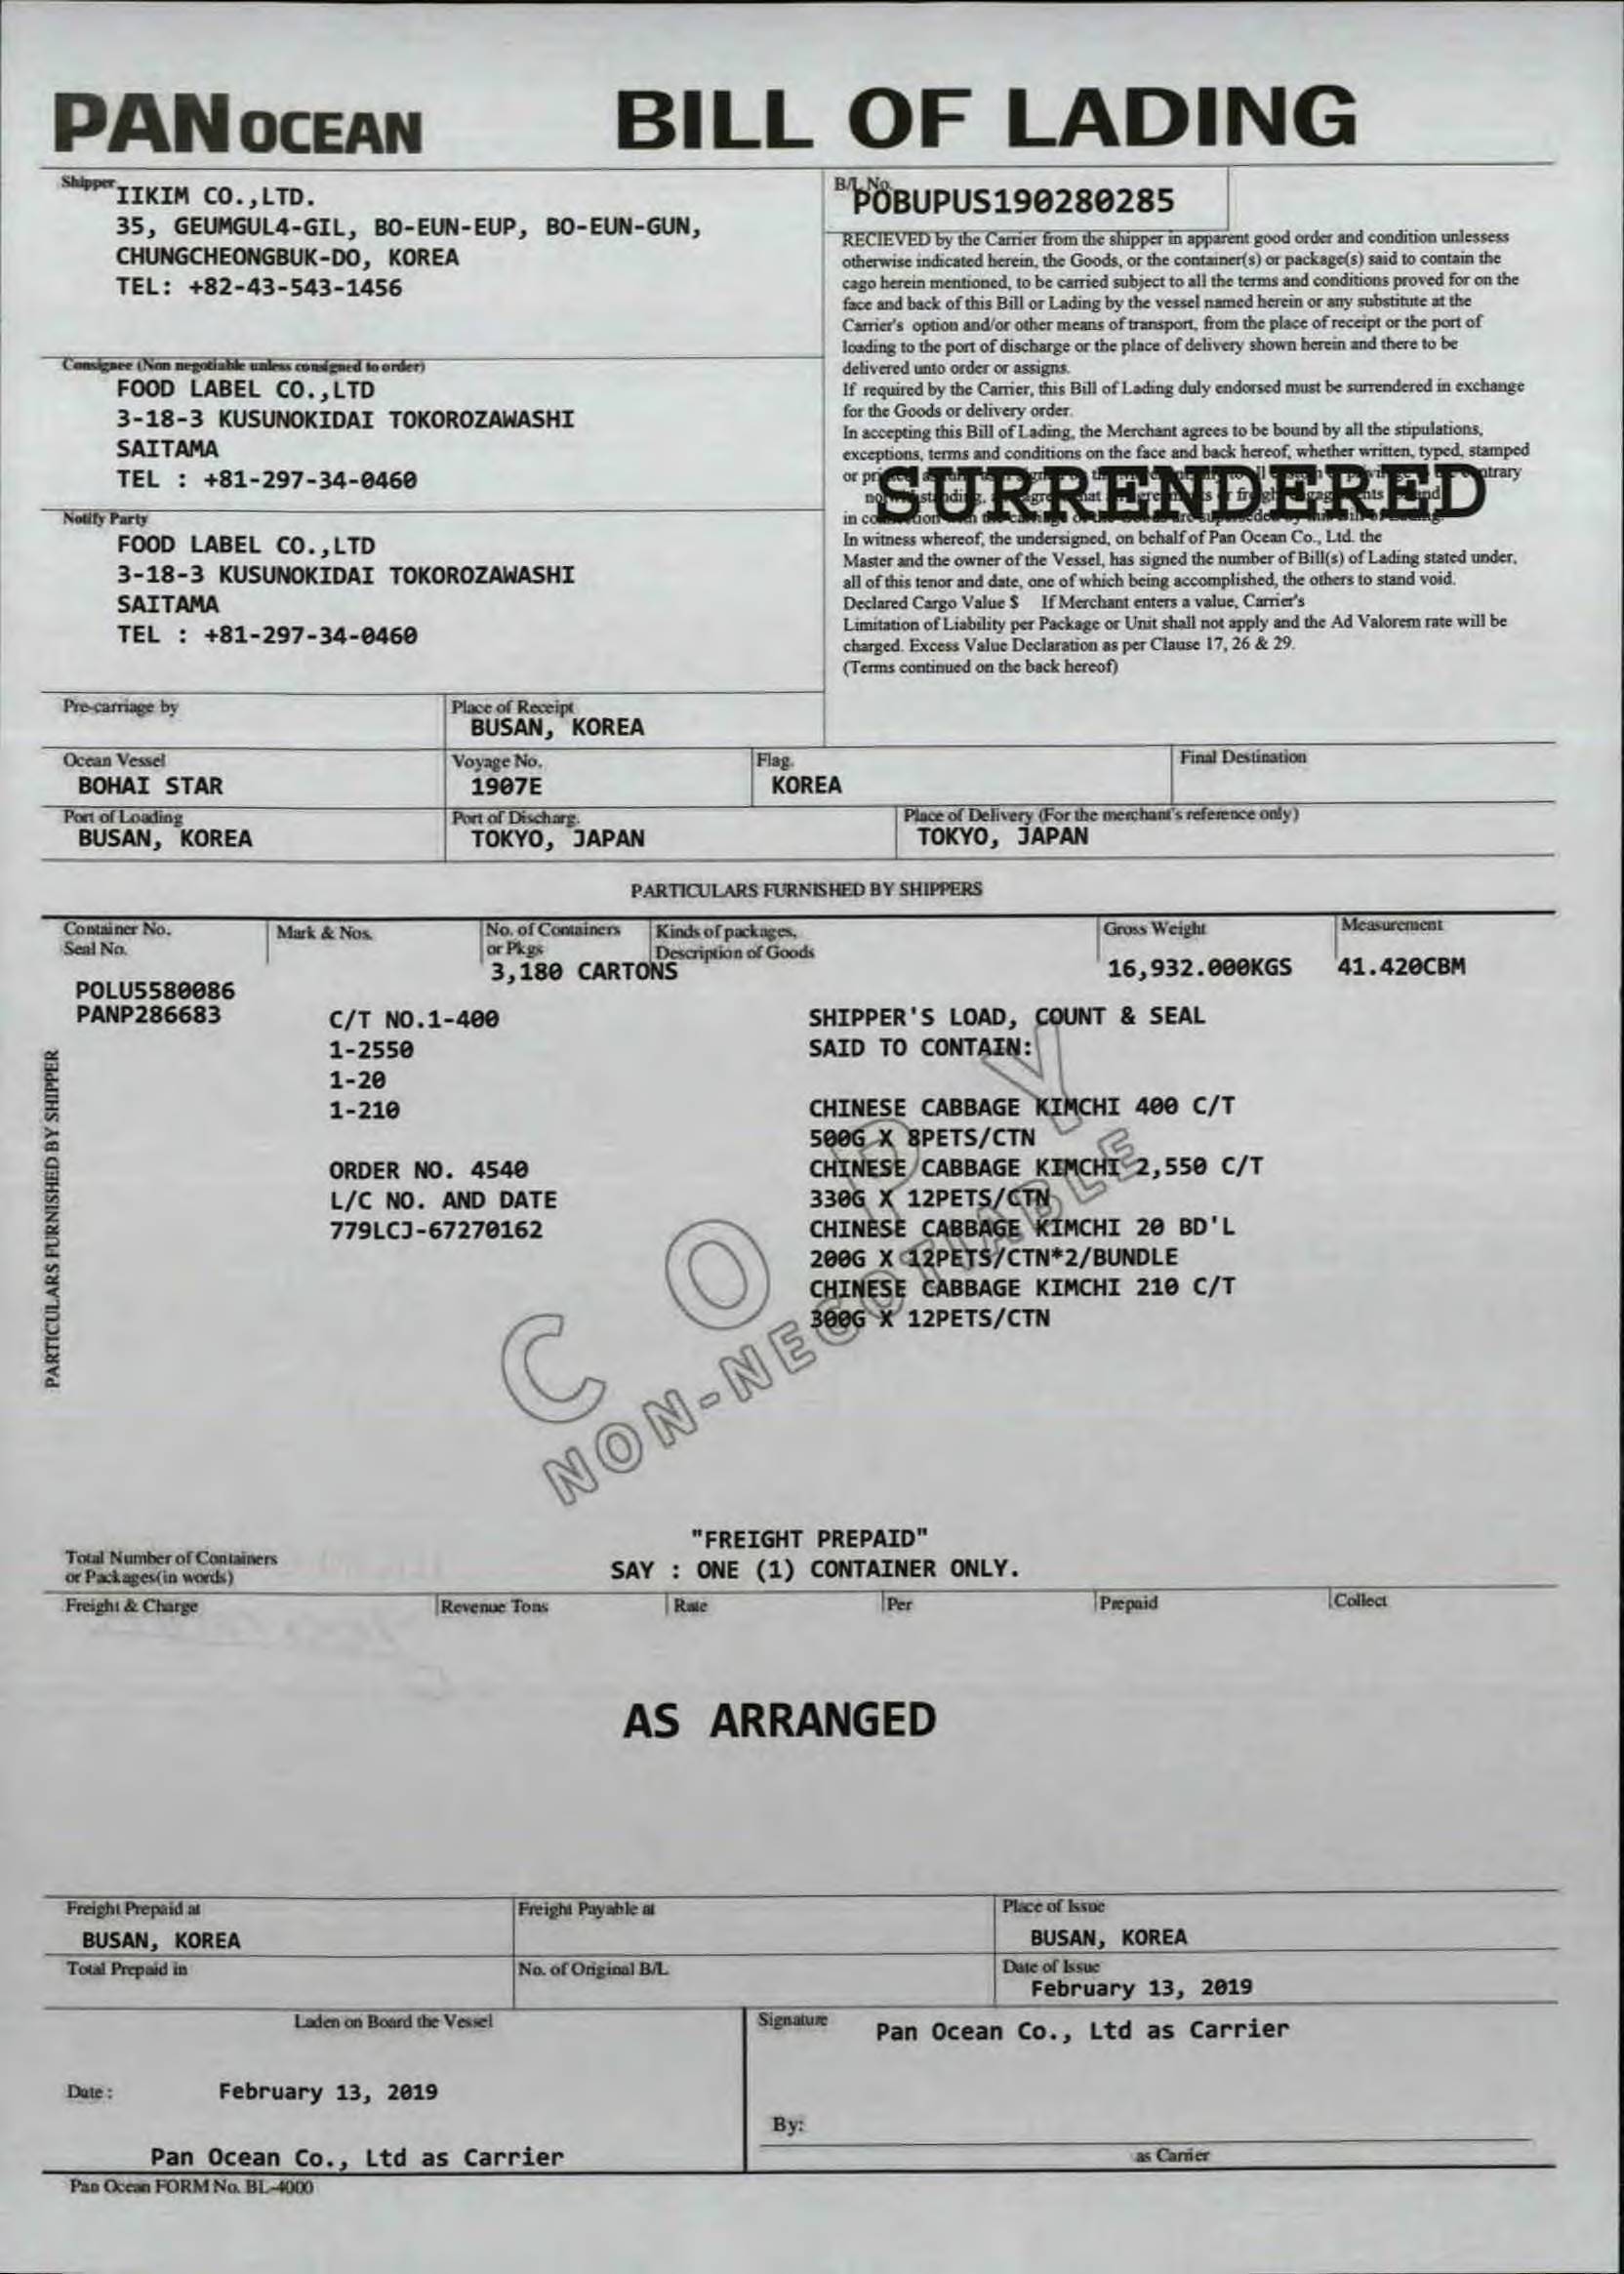 PAN OCEAN
BILL OF LADING
Shipper
IIKIM CO.,LTD.
35, GEUMGUL4-GIL, BO-EUN-EUP, BO-EUN-GUN,
CHUNGCHEONGBUK-DO, KOREA
TEL: +82-43-543-1456
B/L No.
POBUPUS190280285
RECIEVED by the Carrier from the shipper in apparent good order and condition unlessess
otherwise indicated herein, the Goods, or the container(s) or package(s) said to contain the
cago herein mentioned, to be carried subject to all the terms and conditions proved for on the
face and back of this Bill or Lading by the vessel named herein or any substitute at the
Carrier's option and/or other means of transport, from the place of receipt or the port of
loading to the port of discharge or the place of delivery shown herein and there to be
delivered unto order or assigns.
If required by the Carrier, this Bill of Lading duly endorsed must be surrendered in exchange
for the Goods or delivery order.
In accepting this Bill of Lading, the Merchant agrees to be bound by all the stipulations,
exceptions, terms and conditions on the face and back hereof, whether written, typed, stamped
or
SURRENDERED
in
In witness whereof, the undersigned, on behalf of Pan Ocean Co., Ltd. the
Master and the owner of the Vessel, has signed the number of Bill(s) of Lading stated under,
all of this tenor and date, one of which being accomplished, the others to stand void.
Declared Cargo Value $ If Merchant enters a value, Carrier's
Limitation of Liability per Package or Unit shall not apply and the Ad Valorem rate will be
charged. Excess Value Declaration as per Clause 17, 26 & 29.
(Terms continued on the back hereof)
Consignee (Non negotiable unless consigned to order)
FOOD LABEL CO.,LTD
3-18-3 KUSUNOKIDAI TOKOROZAWASHI
SAITAMA
TEL : +81-297-34-0460
Notify Party
FOOD LABEL CO.,LTD
3-18-3 KUSUNOKIDAI TOKOROZAWASHI
SAITAMA
TEL : +81-297-34-0460
Pre-carriage by
Place of Receipt
BUSAN, KOREA
Ocean Vessel
BOHAI STAR
Voyage No.
1907E
Flag.
KOREA
Final Destination
Port of Loading
BUSAN, KOREA
Port of Discharg.
TOKYO, JAPAN
Place of Delivery (For the merchant's reference only)
TOKYO, JAPAN
PARTICULARS FURNISHED BY SHIPPERS
Container No.
Seal No.
Mark & Nos.
No. of Containers
or Pkgs
Kinds of packages,
Description of Goods
Gross Weight
Measurement
3,180 CARTONS
16,932.000KGS
41.420CBM
POLU5580086
PANP286683
C/T NO.1-400
1-2550
1-20
1-210
ORDER NO. 4540
L/C NO. AND DATE
779LCJ-67270162
SHIPPER'S LOAD, COUNT & SEAL
SAID TO CONTAIN:
CHINESE CABBAGE KIMCHI 400 C/T
500G X 8PETS/CTN
CHINESE CABBAGE KIMCHI 2,550 C/T
330G X 12PETS/CTN
CHINESE CABBAGE KIMCHI 20 BD'L
200G X 12PETS/CTN*2/BUNDLE
CHINESE CABBAGE KIMCHI 210 C/T
300G X 12PETS/CTN
PARTICULARS FURNISHED BY SHIPPER
COPY
NON-NEGOTIABLE
"FREIGHT PREPAID"
Total Number of Containers
or Packages(in words)
SAY : ONE (1) CONTAINER ONLY.
Freight & Charge
Revenue Tons
Rate
Per
Prepaid
Collect
AS ARRANGED
Freight Prepaid at
BUSAN, KOREA
Freight Payable at
Place of Issue
BUSAN, KOREA
Total Prepaid in
No. of Original B/L
Date of Issue
February 13, 2019
Laden on Board the Vessel
Date :
February 13, 2019
Pan Ocean Co., Ltd as Carrier
Signature
Pan Ocean Co., Ltd as Carrier
By:
as Carrier
Pan Ocean FORM No. BL-4000